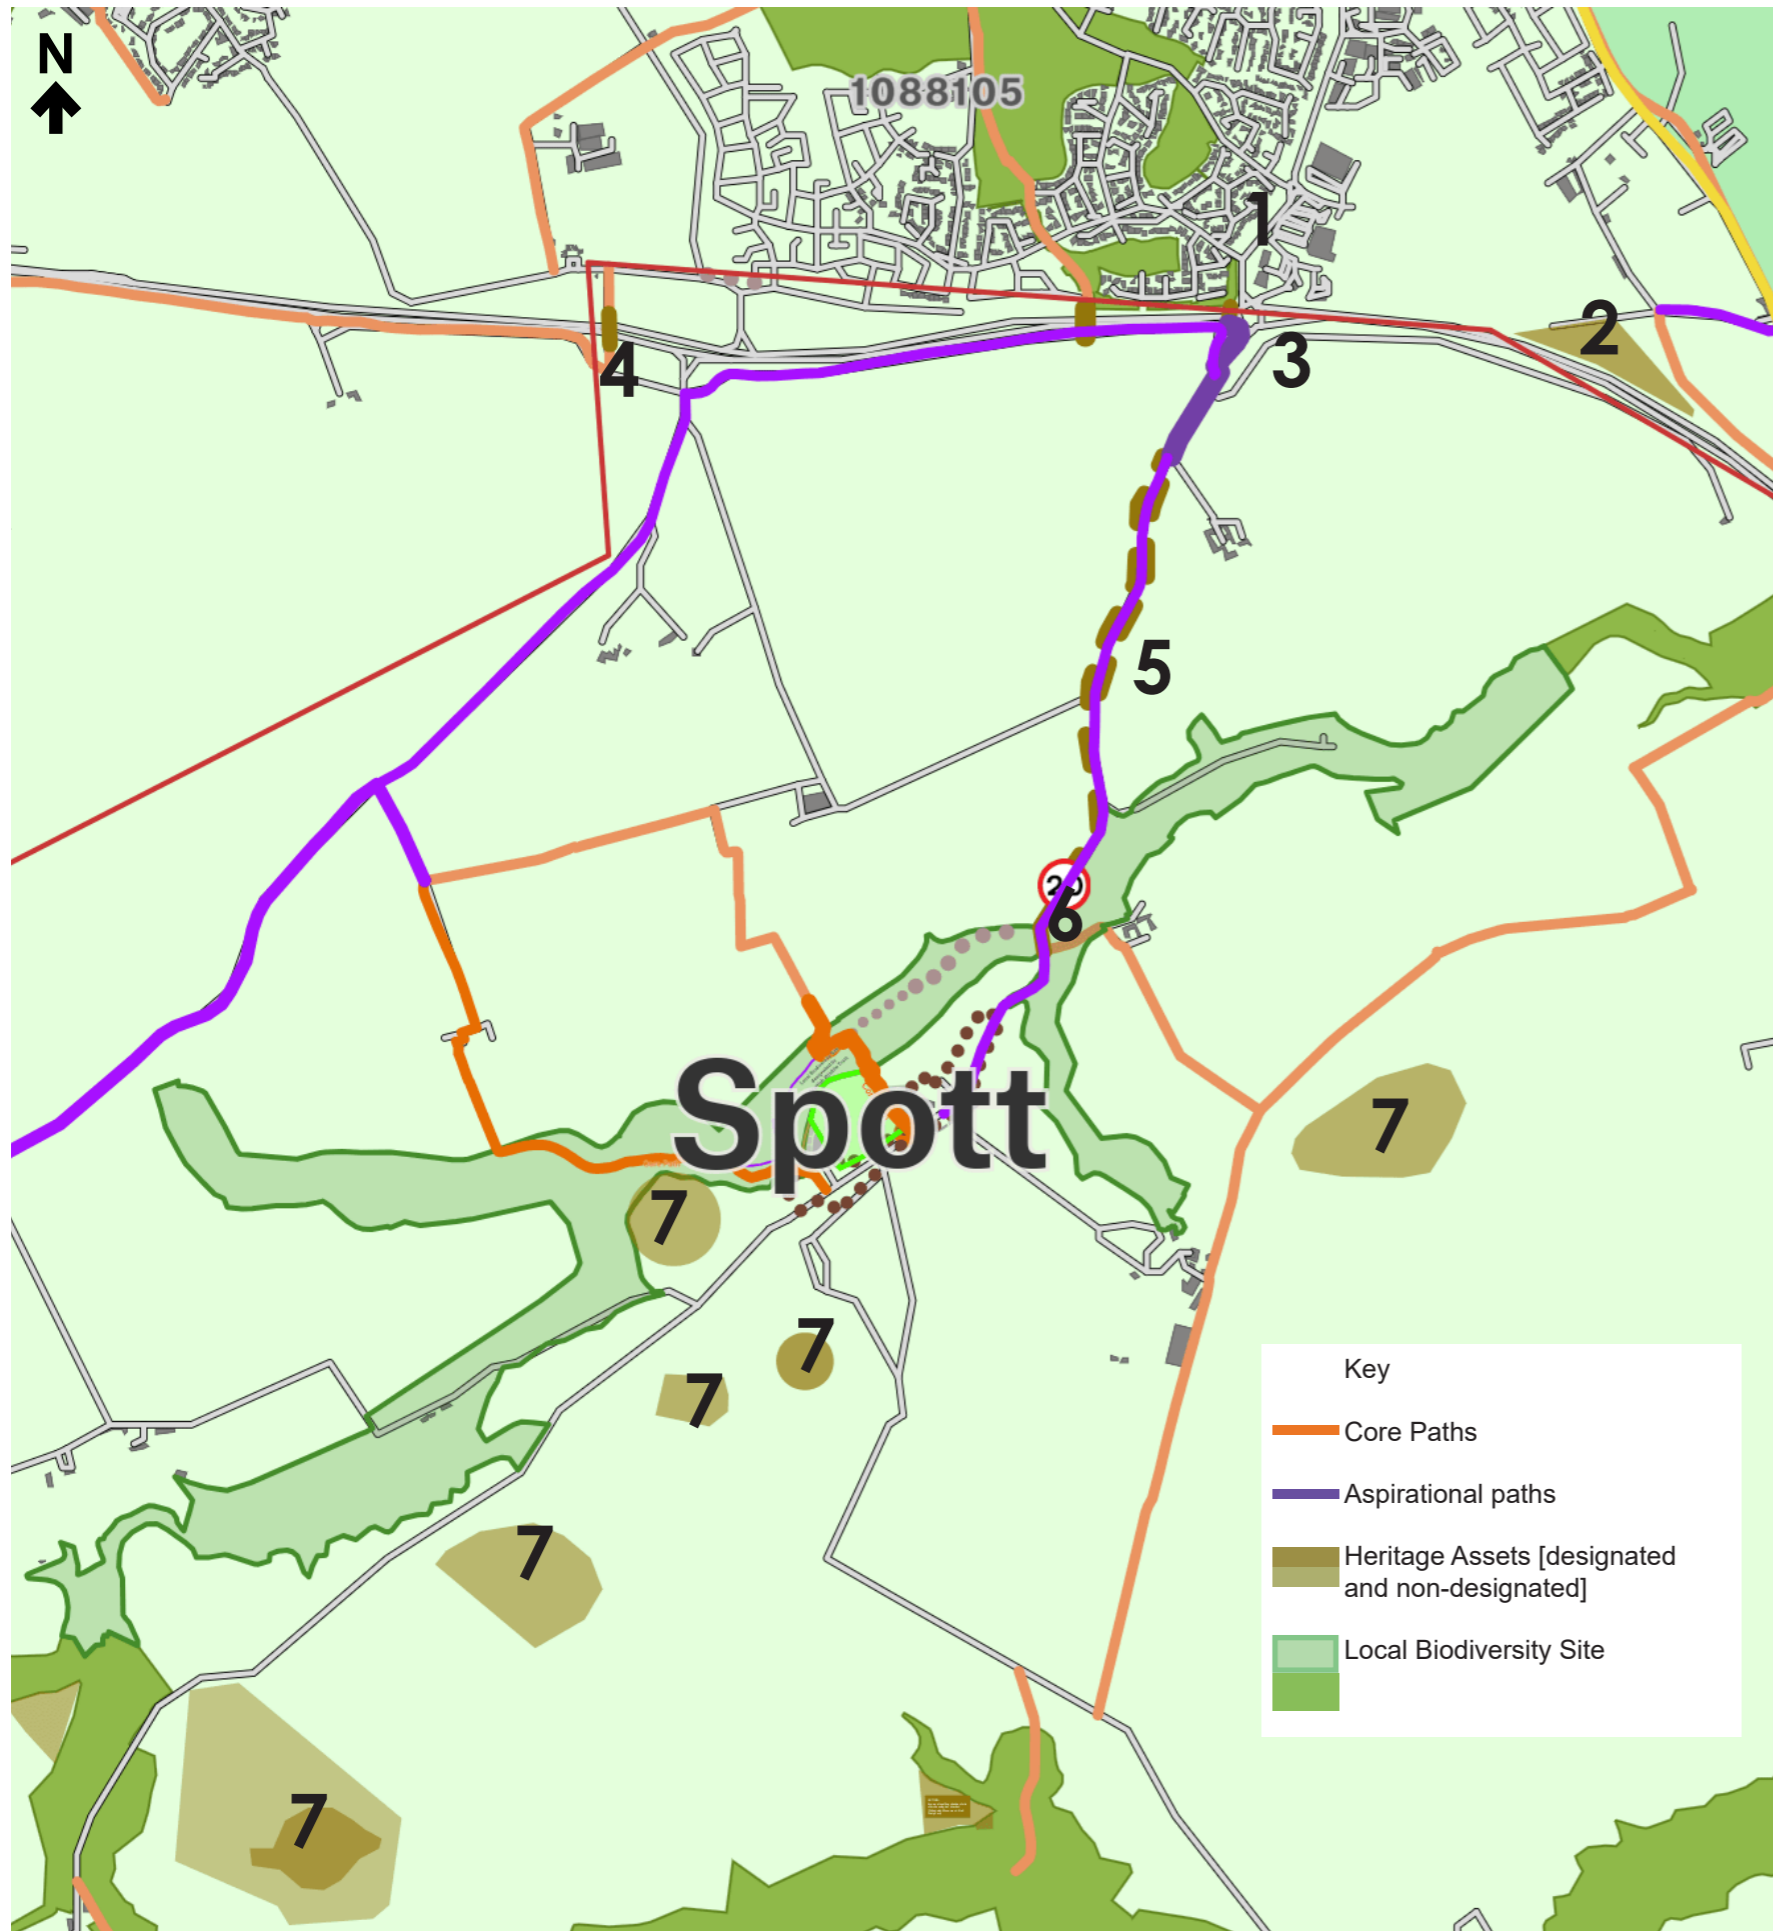 N
1088105
1
2
3
4
5
20
6
Spott
7
7
7
7
7
7
Key
Core Paths
Aspirational paths
Heritage Assets [designated
and non-designated]
Local Biodiversity Site